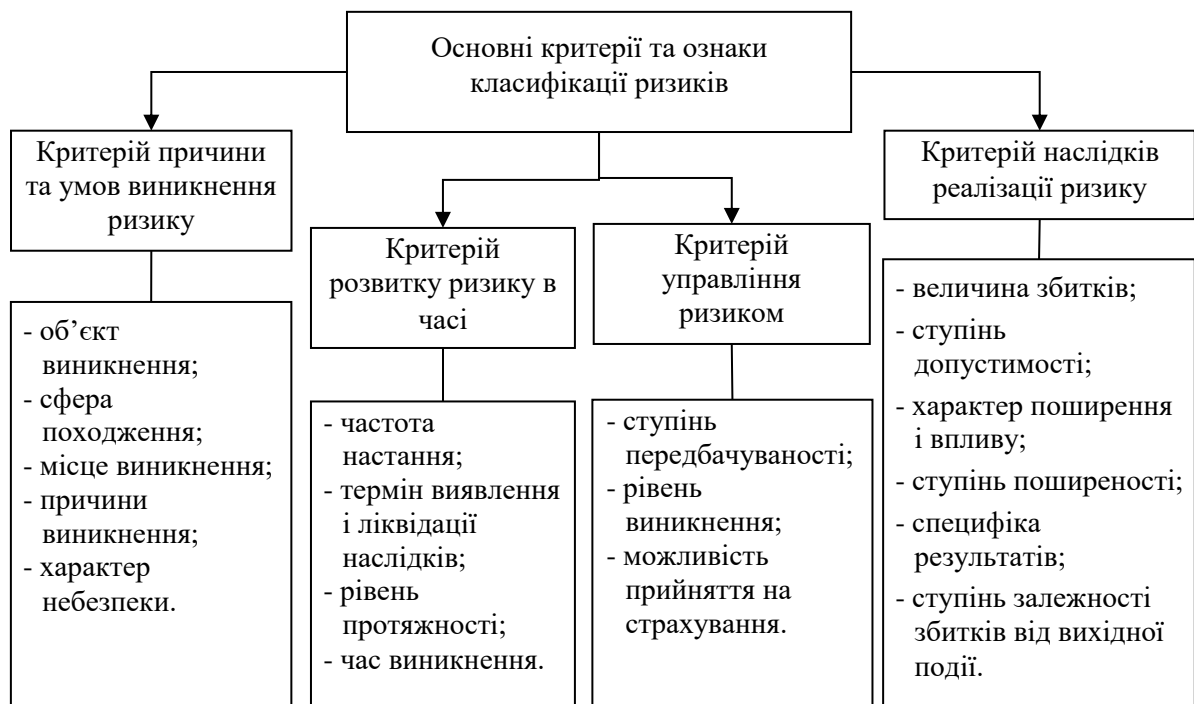 Основні критерії та ознаки
класифікації ризиків
Критерій причини
та умов виникнення
ризику
Критерій наслідків
реалізації ризику
Критерій
розвитку ризику в
часі
Критерій
управління
ризиком
- об’єкт
виникнення;
- сфера
походження;
- місце виникнення;
- причини
виникнення;
- характер
небезпеки.
- частота
настання;
- термін виявлення
і ліквідації
наслідків;
- рівень
протяжності;
- час виникнення.
- ступінь
передбачуваності;
- рівень
виникнення;
- можливість
прийняття на
страхування.
- величина збитків;
- ступінь
допустимості;
- характер поширення
і впливу;
- ступінь поширеності;
- специфіка
результатів;
- ступінь залежності
збитків від вихідної
події.